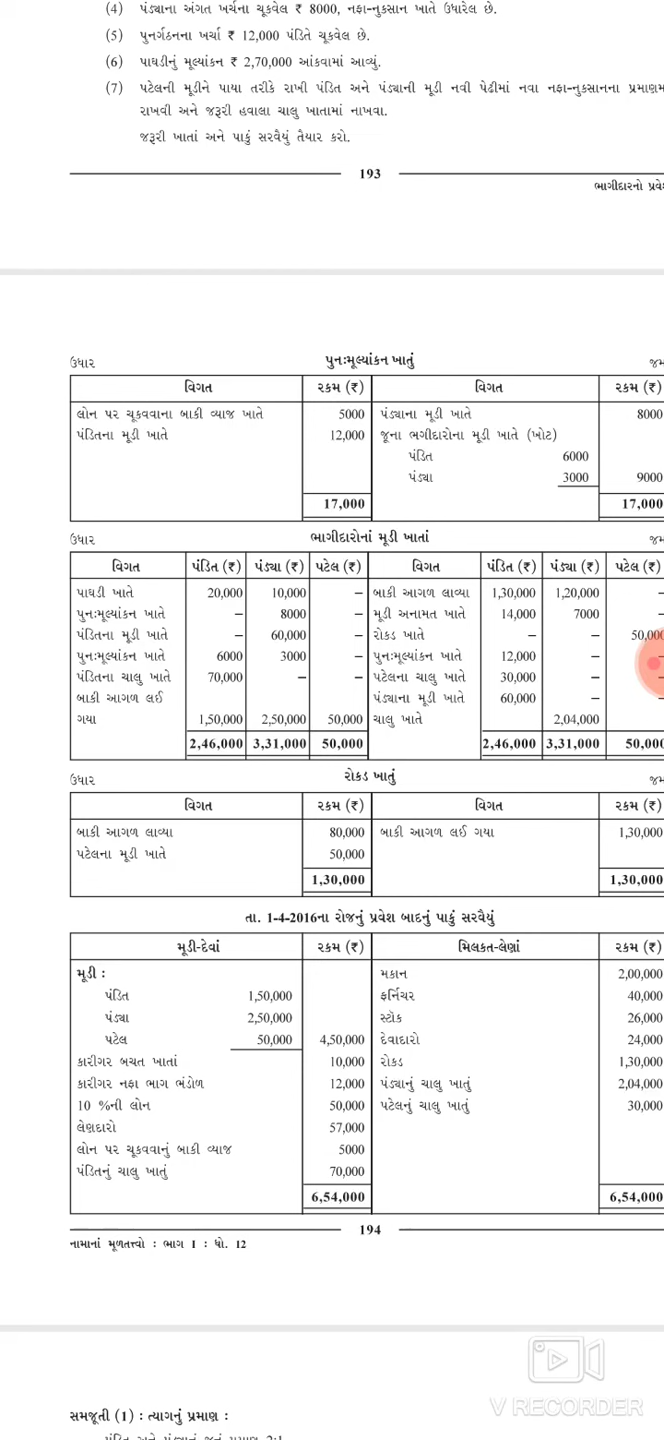 (4) પંડ્યાના અંગત ખર્ચના ચૂકવેલ ₹ 8000, નફા-નુકસાન ખાતે ઉધારેલ છે.
(5) પુનર્ગઠનના ખર્ચા ₹ 12,000 પંડિતે ચૂકવેલ છે.
(6) પાઘડીનું મૂલ્યાંકન ₹ 2,70,000 આંકવામાં આવ્યું.
(7) પટેલની મૂડીને પાયા તરીકે રાખી પંડિત અને પંડ્યાની મૂડી નવી પેઢીમાં નવા નફા-નુકસાનના પ્રમાણમ
રાખવી અને જરૂરી હવાલા ચાલુ ખાતામાં નાખવા.
જરૂરી ખાતાં અને પાકું સરવૈયું તૈયાર કરો.
193
ભાગીદારનો પ્રવે
ઉધાર પુનઃમૂલ્યાંકન ખાતું જમ
વિગત રકમ (₹) વિગત રકમ (₹)
લોન પર ચૂકવવાના બાકી વ્યાજ ખાતે 5000 પંડ્યાના મૂડી ખાતે 8000
પંડિતના મૂડી ખાતે 12,000 જૂના ભગીદારોના મૂડી ખાતે (ખોટ)
પંડિત 6000
પંડ્યા 3000 9000
17,000 17,000
ઉધાર ભાગીદારોનાં મૂડી ખાતાં જમ
વિગત પંડિત (₹) પંડ્યા (₹) પટેલ (₹) વિગત પંડિત (₹) પંડ્યા (₹) પટેલ (₹)
પાઘડી ખાતે 20,000 10,000 – બાકી આગળ લાવ્યા 1,30,000 1,20,000 –
પુનઃમૂલ્યાંકન ખાતે – 8000 – મૂડી અનામત ખાતે 14,000 7000 –
પંડિતના મૂડી ખાતે – 60,000 – રોકડ ખાતે – – 50,000
પુનઃમૂલ્યાંકન ખાતે 6000 3000 – પુનઃમૂલ્યાંકન ખાતે 12,000 – –
પંડિતના ચાલુ ખાતે 70,000 – – પટેલના ચાલુ ખાતે 30,000 – –
બાકી આગળ લઈ પંડ્યાના મૂડી ખાતે 60,000 –
ગયા 1,50,000 2,50,000 50,000 ચાલુ ખાતે 2,04,000
2,46,000 3,31,000 50,000 2,46,000 3,31,000 50,000
ઉધાર રોકડ ખાતું જમ
વિગત રકમ (₹) વિગત રકમ (₹)
બાકી આગળ લાવ્યા 80,000 બાકી આગળ લઈ ગયા 1,30,000
પટેલના મૂડી ખાતે 50,000
1,30,000 1,30,000
તા. 1-4-2016ના રોજનું પ્રવેશ બાદનું પાકું સરવૈયું
મૂડી-દેવાં રકમ (₹) મિલકત-લેણાં રકમ (₹)
મૂડી : મકાન 2,00,000
પંડિત 1,50,000 ફર્નિચર 40,000
પંડ્યા 2,50,000 સ્ટૉક 26,000
પટેલ 50,000 4,50,000 દેવાદારો 24,000
કારીગર બચત ખાતાં 10,000 રોકડ 1,30,000
કારીગર નફા ભાગ ભંડોળ 12,000 પંડ્યાનું ચાલુ ખાતું 2,04,000
10 %ની લોન 50,000 પટેલનું ચાલુ ખાતું 30,000
લેણદારો 57,000
લોન પર ચૂકવવાનું બાકી વ્યાજ 5000
પંડિતનું ચાલુ ખાતું 70,000
6,54,000 6,54,000
194
નામાનાં મૂળતત્ત્વો : ભાગ I : ધો. 12
V RECORDER
સમજૂતી (1) : ત્યાગનું પ્રમાણ :